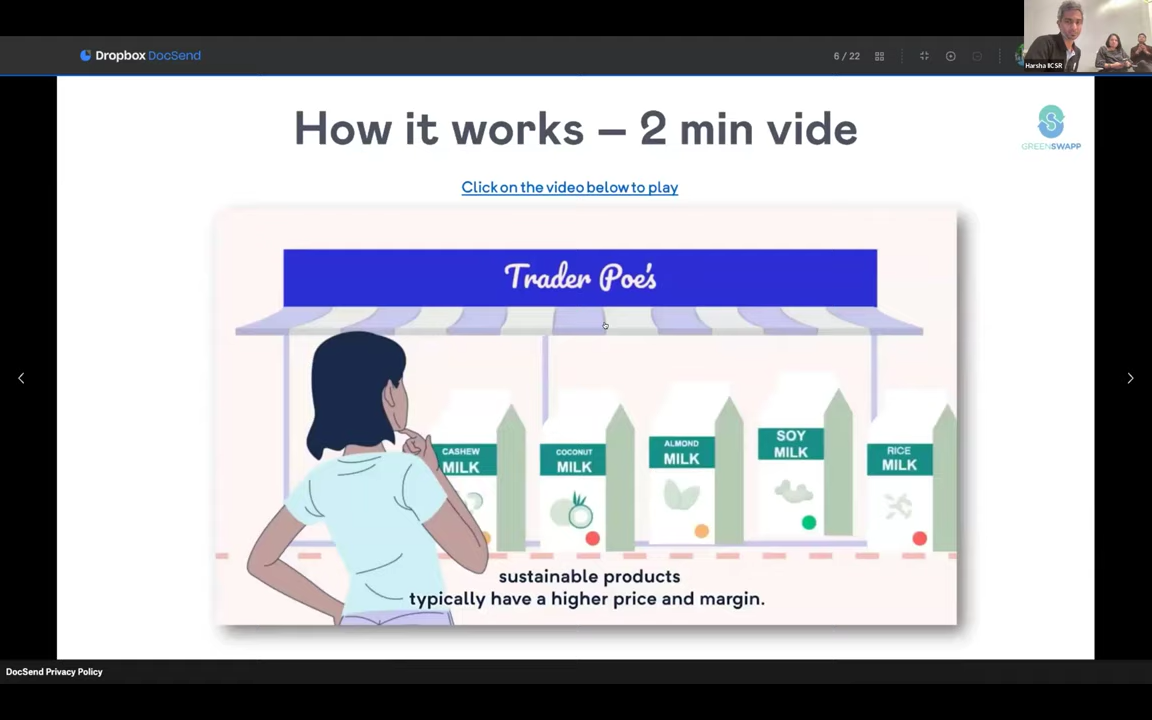 Dropbox DocSend
6 / 22
Harsha IICSR
How it works – 2 min vide
GREENSWAPP
Click on the video below to play
Trader Poe's
CASHEW
MILK
COCONUT
MILK
ALMOND
MILK
SOY
MILK
RICE
MILK
sustainable products
typically have a higher price and margin.
DocSend Privacy Policy